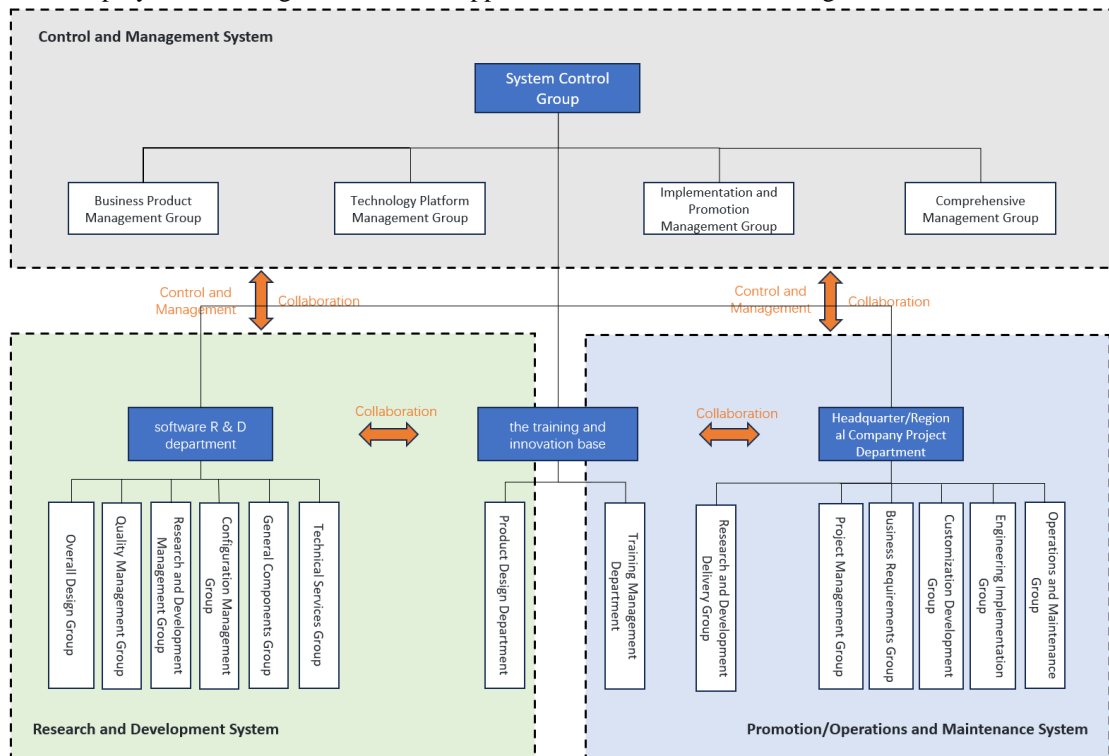 Control and Management System
System Control
Group
Business Product
Management Group
Technology Platform
Management Group
Implementation and
Promotion
Management Group
Comprehensive
Management Group
Control and
Management
Collaboration
Control and
Management
Collaboration
software R & D
department
Collaboration
the training and
innovation base
Collaboration
Headquarter/Region
al Company Project
Department
Overall Design Group
Quality Management Group
Research and Development
Management Group
Configuration Management
Group
General Components Group
Technical Services Group
Product Design Department
Training Management
Department
Research and Development
Delivery Group
Project Management Group
Business Requirements Group
Customization Development
Group
Engineering Implementation
Group
Operations and Maintenance
Group
Research and Development System
Promotion/Operations and Maintenance System